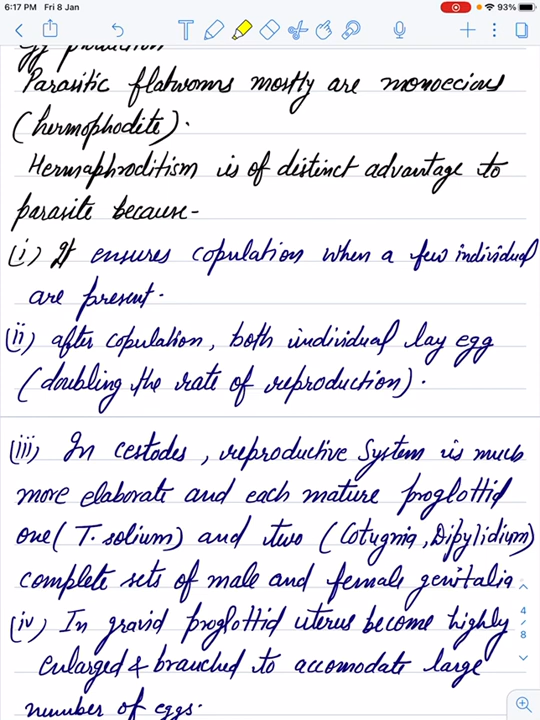 6:17 PM Fri 8 Jan
93%
egg production
Parasitic flatworms mostly are monoecious
(hermophodite).
Hermaphroditism is of distinct advantage to
parasite because-
(i) It ensures copulation when a few individual
are present.
(ii) after copulation, both individual lay egg
(doubling the rate of reproduction).
(iii) In cestodes, reproductive System is much
more elaborate and each mature proglottid
one (T. solium) and two (Cotugnia, Dipylidium)
complete sets of male and female genitalia
(iv) In gravid proglottid uterus become highly
enlarged & branched to accomodate large
number of eggs.
4
8